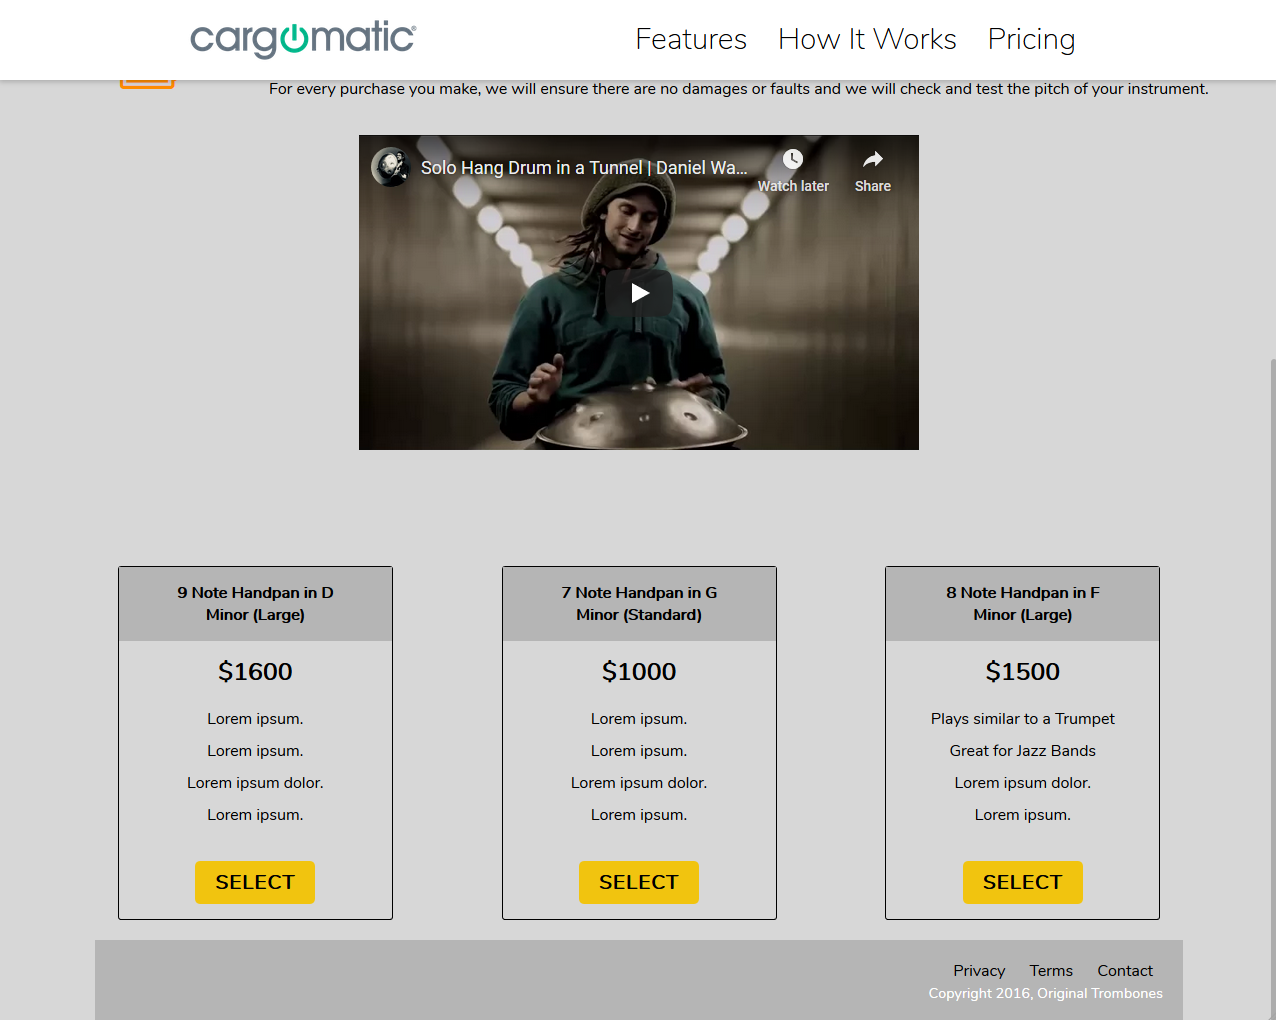 cargomatic®
Features How It Works Pricing
For every purchase you make, we will ensure there are no damages or faults and we will check and test the pitch of your instrument.
Solo Hang Drum in a Tunnel | Daniel Wa...
Watch later Share
9 Note Handpan in D
Minor (Large)
$1600
Lorem ipsum.
Lorem ipsum.
Lorem ipsum dolor.
Lorem ipsum.
SELECT
7 Note Handpan in G
Minor (Standard)
$1000
Lorem ipsum.
Lorem ipsum.
Lorem ipsum dolor.
Lorem ipsum.
SELECT
8 Note Handpan in F
Minor (Large)
$1500
Plays similar to a Trumpet
Great for Jazz Bands
Lorem ipsum dolor.
Lorem ipsum.
SELECT
Privacy Terms Contact
Copyright 2016, Original Trombones